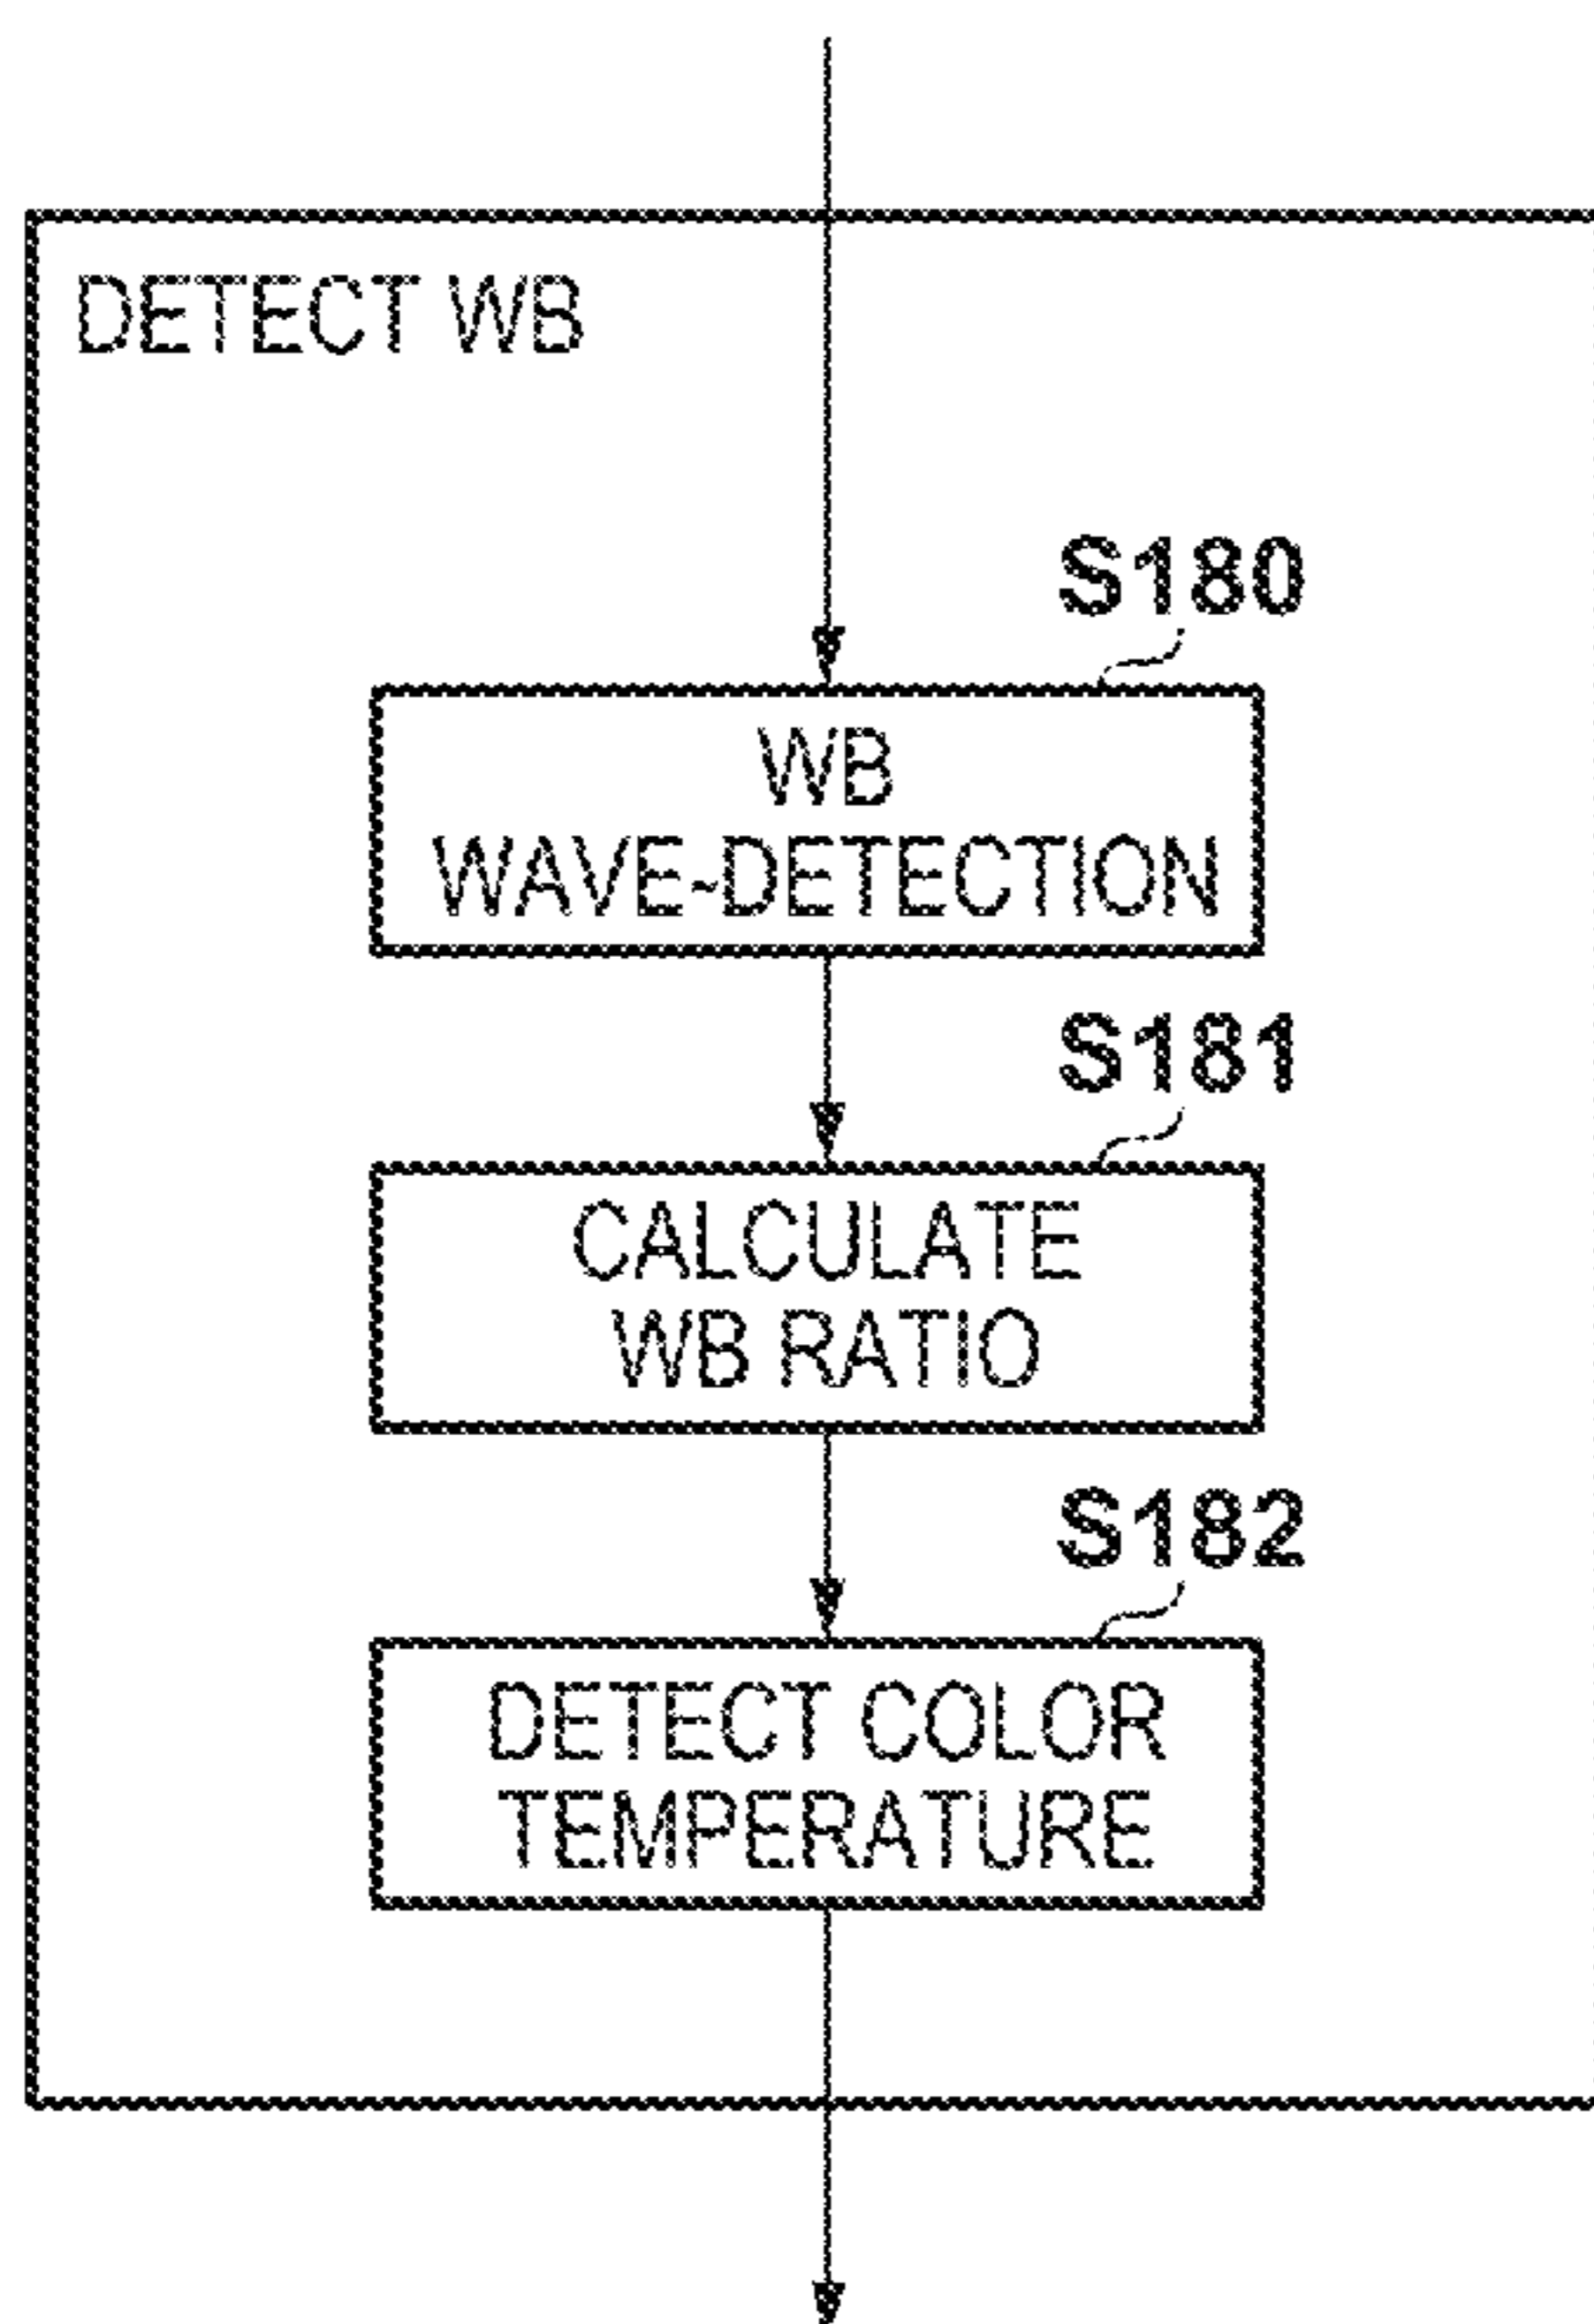 DETECT WB
S180
WB
WAVE-DETECTION
S181
CALCULATE
WB RATIO
S182
DETECT COLOR
TEMPERATURE